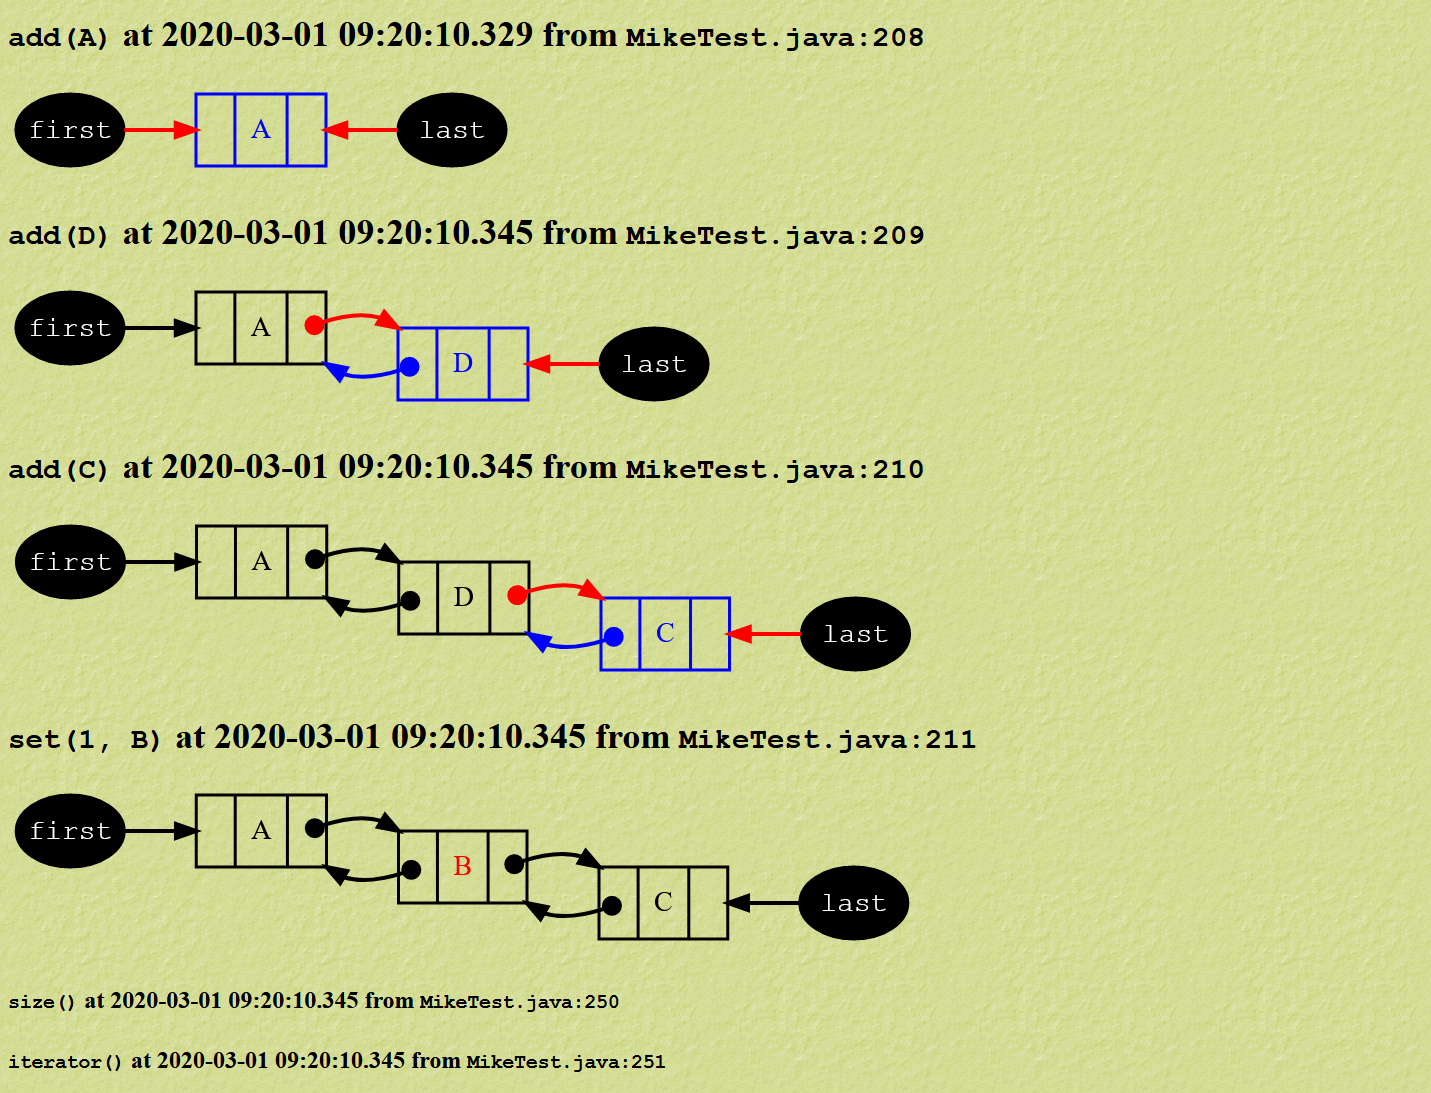 add(A) at 2020-03-01 09:20:10.329 from MikeTest.java:208
first A last
add(D) at 2020-03-01 09:20:10.345 from MikeTest.java:209
first A D last
add(C) at 2020-03-01 09:20:10.345 from MikeTest.java:210
first A D C last
set(1, B) at 2020-03-01 09:20:10.345 from MikeTest.java:211
first A B C last
size() at 2020-03-01 09:20:10.345 from MikeTest.java:250
iterator() at 2020-03-01 09:20:10.345 from MikeTest.java:251